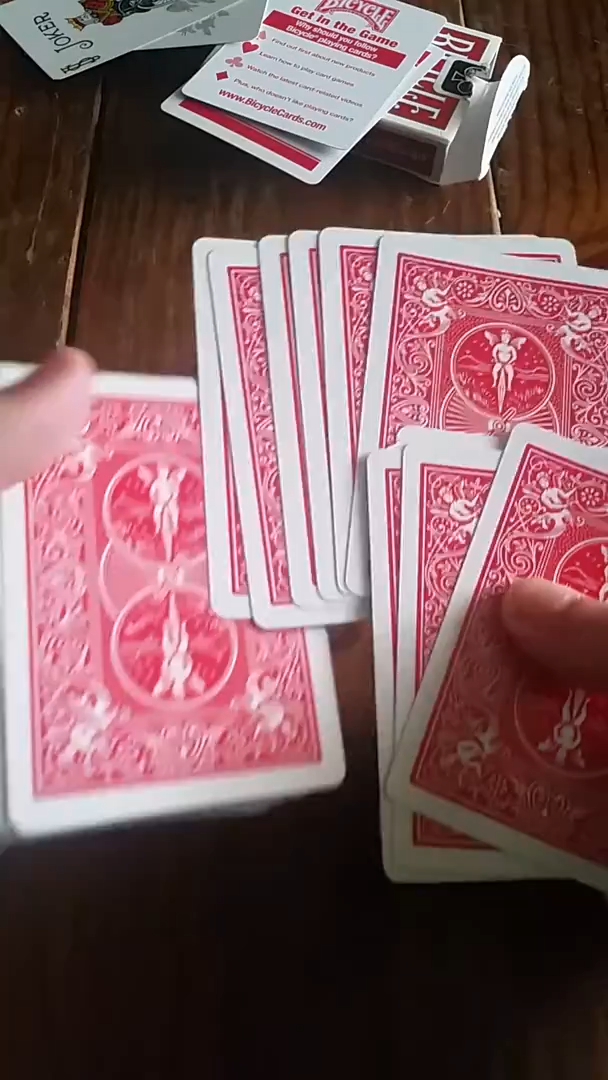 JOKER
BICYCLE
Get in the Game
Why should you follow
Bicycle® playing cards?
Find out first about new products
Learn how to play card games
Watch the latest card related videos
Plus, who doesn't like playing cards?
www.BicycleCards.com